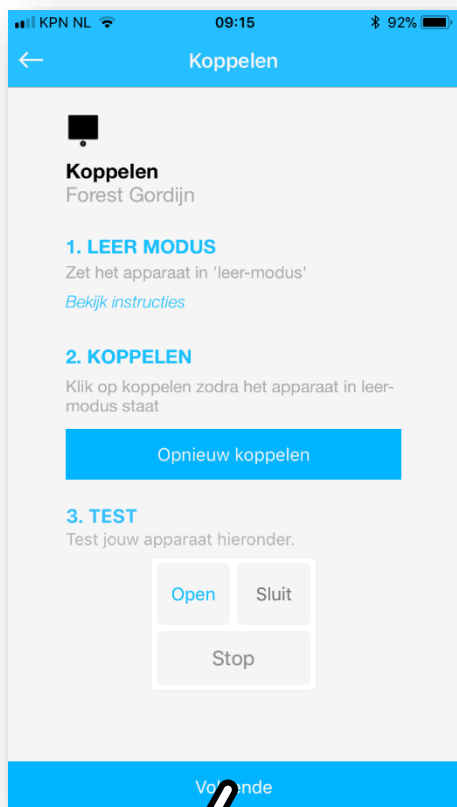 KPN NL 09:15 92%
Koppelen
Koppelen
Forest Gordijn
1. LEER MODUS
Zet het apparaat in 'leer-modus'
Bekijk instructies
2. KOPPELEN
Klik op koppelen zodra het apparaat in leer-
modus staat
Opnieuw koppelen
3. TEST
Test jouw apparaat hieronder.
Open Sluit
Stop
Volgende